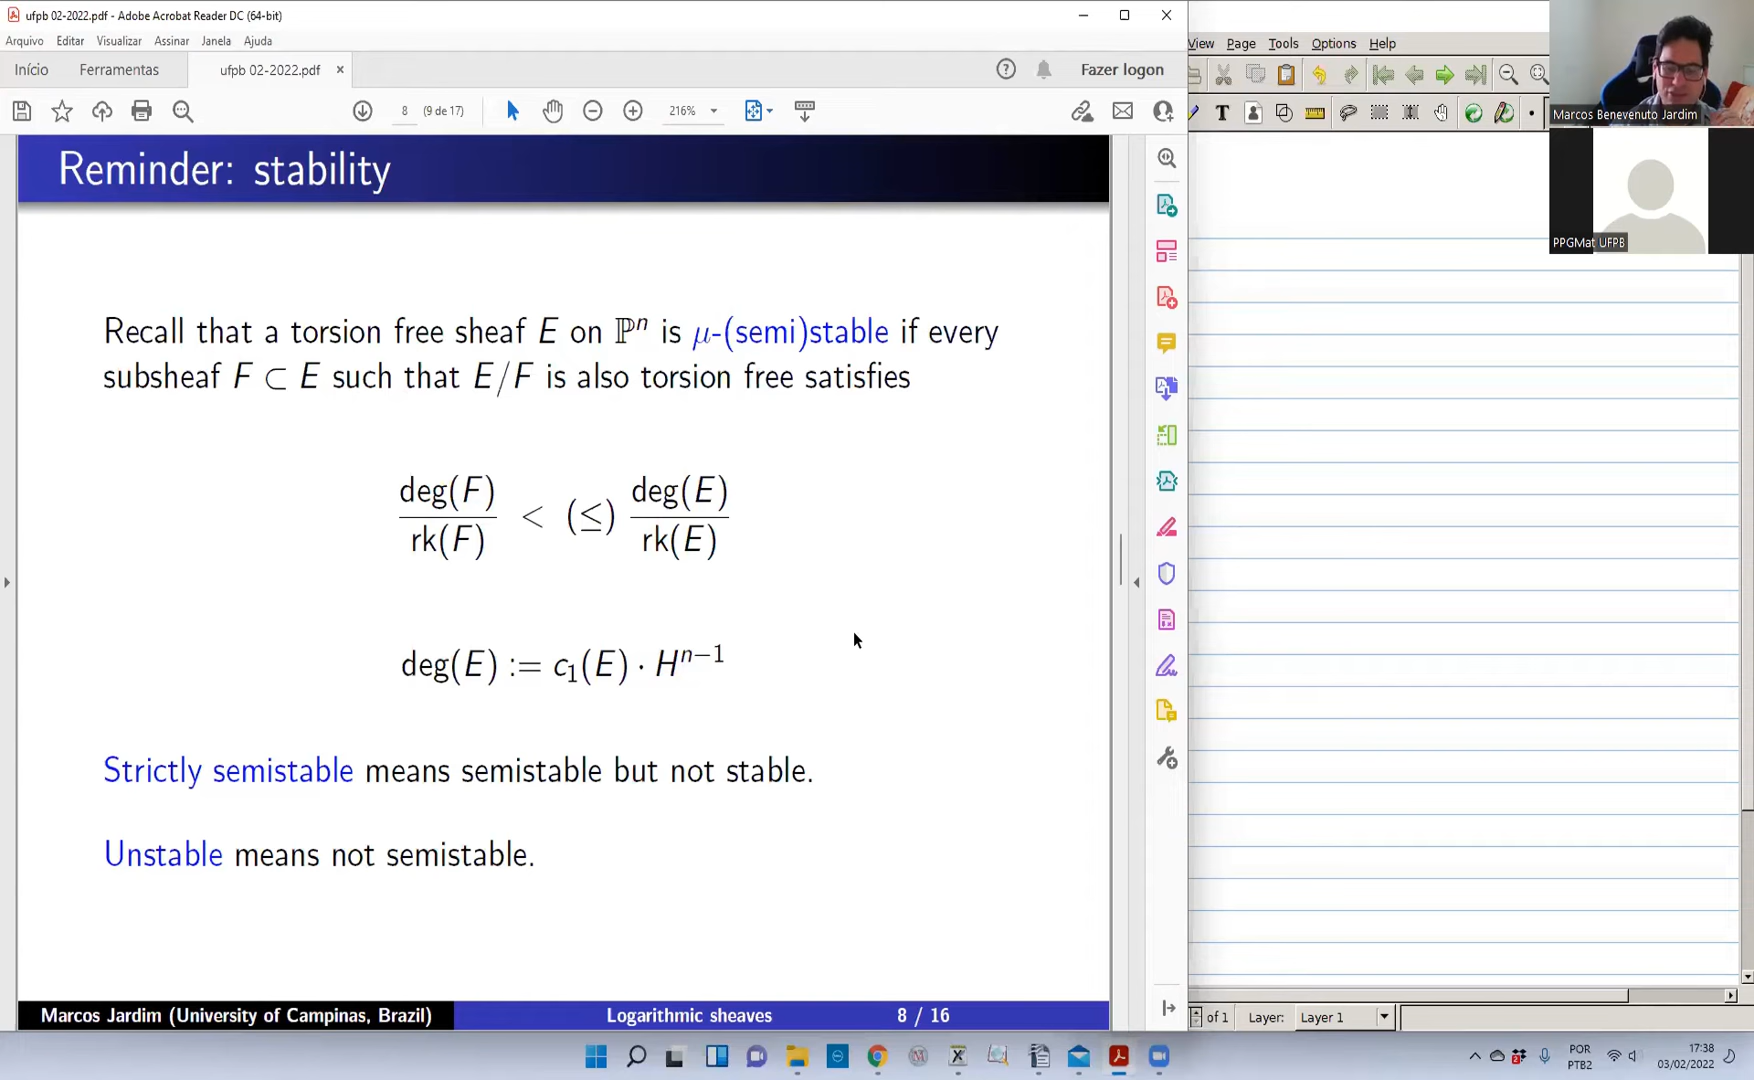 ufpb 02-2022.pdf - Adobe Acrobat Reader DC (64-bit)
Arquivo Editar Visualizar Assinar Janela Ajuda
Início Ferramentas ufpb 02-2022.pdf × Fazer logon
8 (9 de 17) 216%
View Page Tools Options Help
Marcos Benevenuto Jardim
PPGMat UFPB
Reminder: stability
Recall that a torsion free sheaf E on ℙⁿ is μ-(semi)stable if every
subsheaf F ⊂ E such that E/F is also torsion free satisfies
deg(F)/rk(F) < (≤) deg(E)/rk(E)
deg(E) := c₁(E) · Hⁿ⁻¹
Strictly semistable means semistable but not stable.
Unstable means not semistable.
Marcos Jardim (University of Campinas, Brazil) Logarithmic sheaves 8 / 16
of 1 Layer: Layer 1
POR
PTB2
17:38
03/02/2022